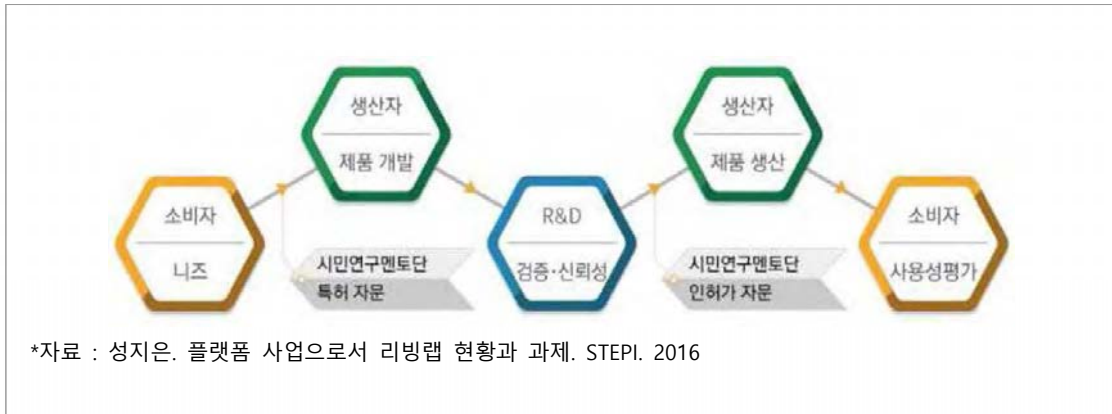 소비자
니즈
생산자
제품 개발
시민연구멘토단
특허 자문
R&D
검증·신뢰성
생산자
제품 생산
시민연구멘토단
인허가 자문
소비자
사용성평가
*자료 : 성지은. 플랫폼 사업으로서 리빙랩 현황과 과제. STEPI. 2016